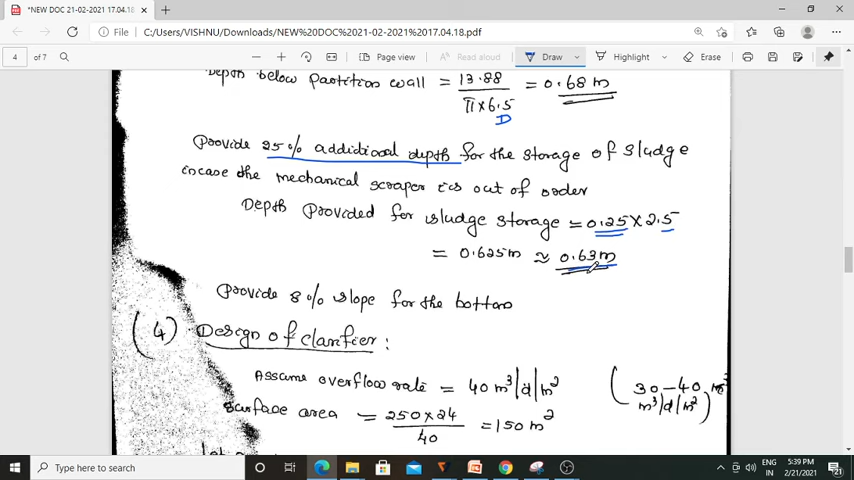 *NEW DOC 21-02-2021 17.04.18.pdf
File
C:/Users/VISHNU/Downloads/NEW%20DOC%2021-02-2021%2017.04.18.pdf
4 of 7
Page view
Read aloud
Draw
Highlight
Erase
Depth below partition wall = 13.88 / π×6.5 = 0.68 m
D
Provide 25% additional depth for the storage of sludge
incase the mechanical scraper is out of order
Depth Provided for sludge storage = 0.25 × 2.5
= 0.625m ≈ 0.63m
Provide 8% slope for the bottom
(4) Design of clarifier:
Assume overflow rate = 40 m³/d/m²
(30-40 m³/d/m²)
Surface area = 250×24 / 40 = 150 m²
Type here to search
ENG
IN
5:39 PM
2/21/2021
21